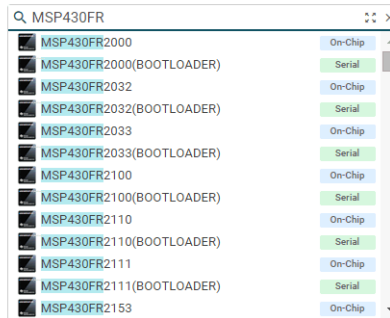 MSP430FR
MSP430FR2000 On-Chip
MSP430FR2000(BOOTLOADER) Serial
MSP430FR2032 On-Chip
MSP430FR2032(BOOTLOADER) Serial
MSP430FR2033 On-Chip
MSP430FR2033(BOOTLOADER) Serial
MSP430FR2100 On-Chip
MSP430FR2100(BOOTLOADER) Serial
MSP430FR2110 On-Chip
MSP430FR2110(BOOTLOADER) Serial
MSP430FR2111 On-Chip
MSP430FR2111(BOOTLOADER) Serial
MSP430FR2153 On-Chip